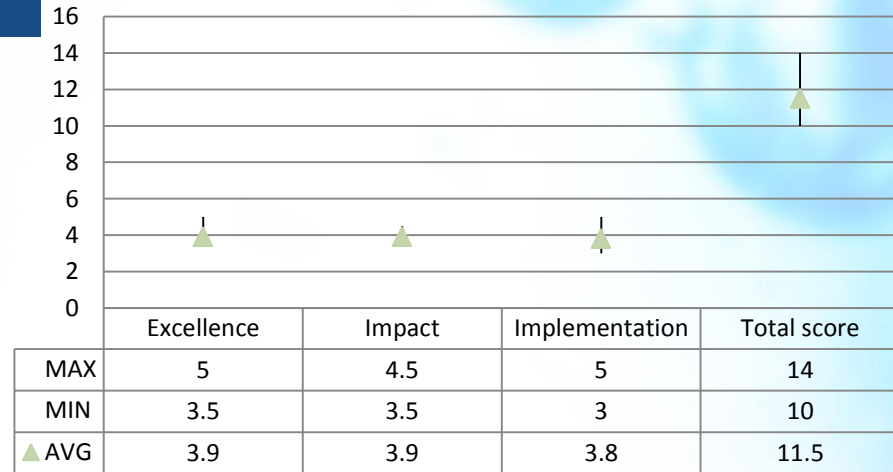 16
14
12
10
8
6
4
2
0
Excellence Impact Implementation Total score
MAX 5 4.5 5 14
MIN 3.5 3.5 3 10
AVG 3.9 3.9 3.8 11.5